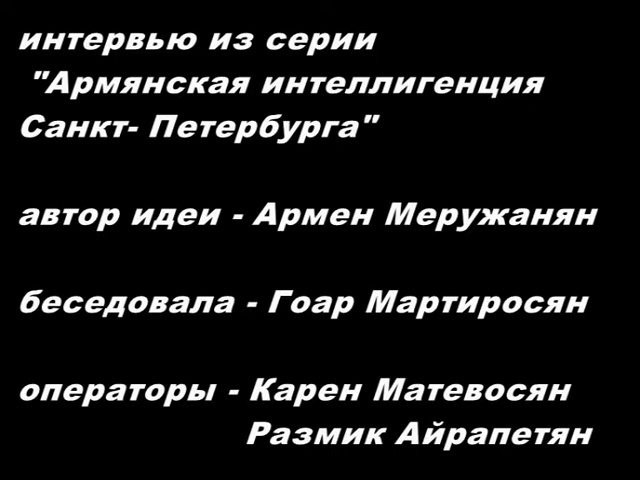 интервью из серии
"Армянская интеллигенция
Санкт- Петербурга"
автор идеи - Армен Меружанян
беседовала - Гоар Мартиросян
операторы - Карен Матевосян
Размик Айрапетян